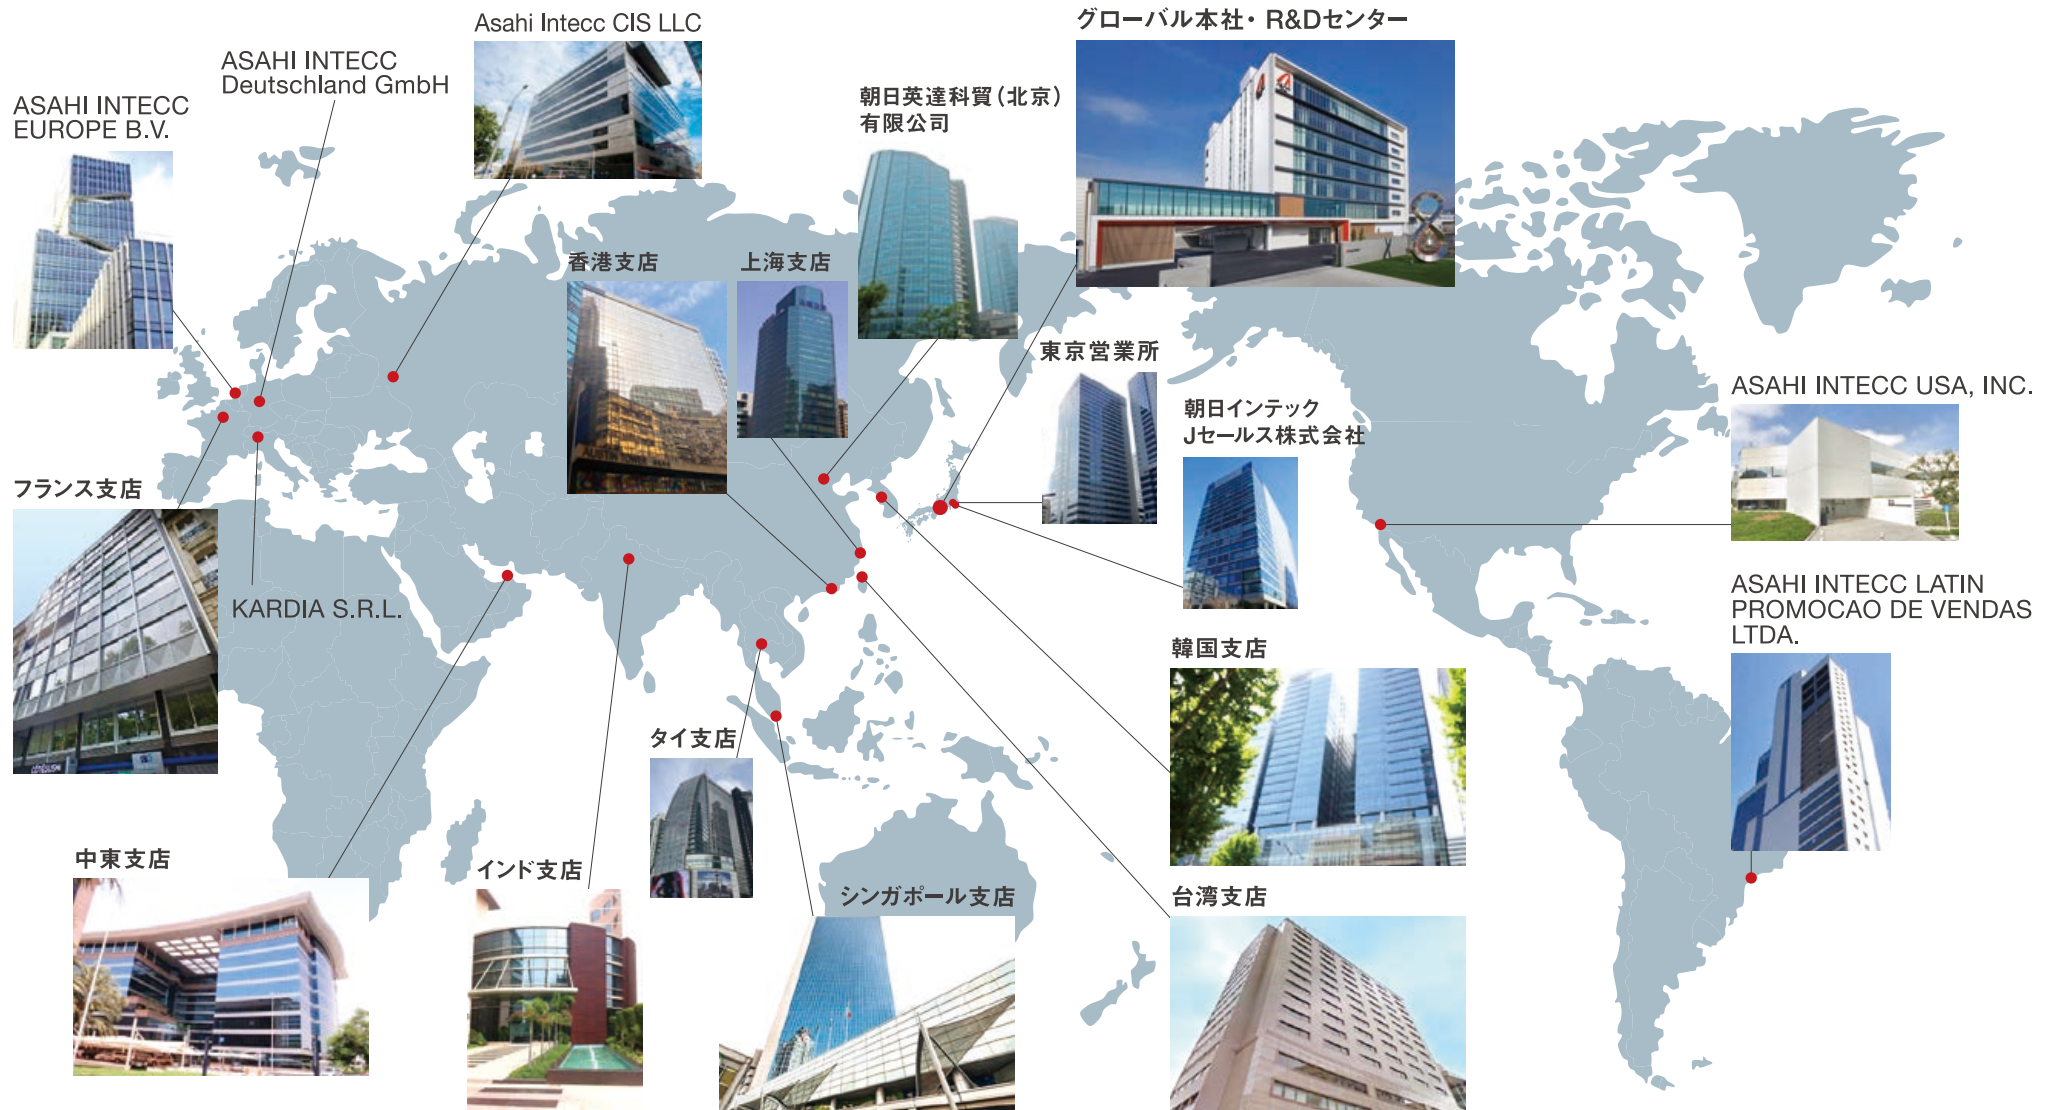 グローバル本社・R&Dセンター
Asahi Intecc CIS LLC
ASAHI INTECC
Deutschland GmbH
ASAHI INTECC
EUROPE B.V.
朝日英達科貿（北京）
有限公司
香港支店
上海支店
東京営業所
ASAHI INTECC USA, INC.
朝日インテック
Jセールス株式会社
フランス支店
KARDIA S.R.L.
ASAHI INTECC LATIN
PROMOCAO DE VENDAS
LTDA.
韓国支店
タイ支店
中東支店
インド支店
シンガポール支店
台湾支店